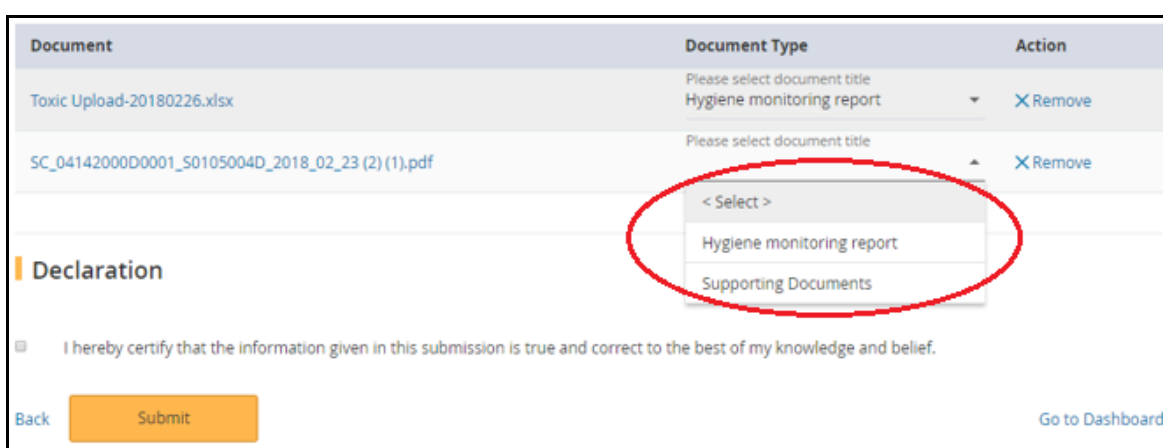 Document Document Type Action
Please select document title
Toxic Upload-20180226.xlsx Hygiene monitoring report Remove
Please select document title
SC_04142000D0001_S0105004D_2018_02_23 (2) (1).pdf Remove
< Select >
Hygiene monitoring report
Supporting Documents
Declaration
I hereby certify that the information given in this submission is true and correct to the best of my knowledge and belief.
Back Submit Go to Dashboard